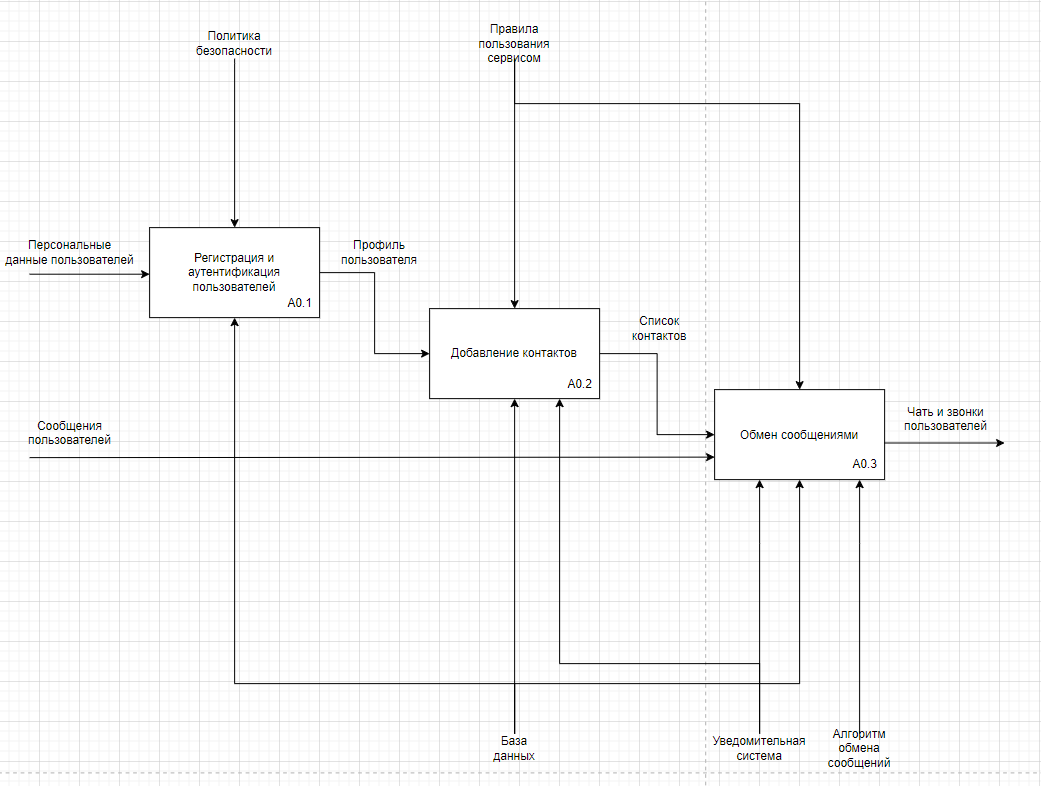 Политика
безопасности
Правила
пользования
сервисом
Персональные
данные пользователей
Регистрация и
аутентификация
пользователей
A0.1
Профиль
пользователя
Добавление контактов
A0.2
Список
контактов
Сообщения
пользователей
Обмен сообщениями
A0.3
Чать и звонки
пользователей
База
данных
Уведомительная
система
Алгоритм
обмена
сообщений